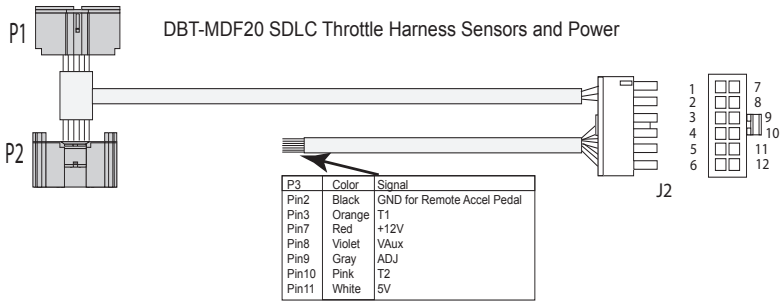 DBT-MDF20 SDLC Throttle Harness Sensors and Power
P1
P2
1 7
2 8
3 9
4 10
5 11
6 12
J2
P3 Color Signal
Pin2 Black GND for Remote Accel Pedal
Pin3 Orange T1
Pin7 Red +12V
Pin8 Violet VAux
Pin9 Gray ADJ
Pin10 Pink T2
Pin11 White 5V